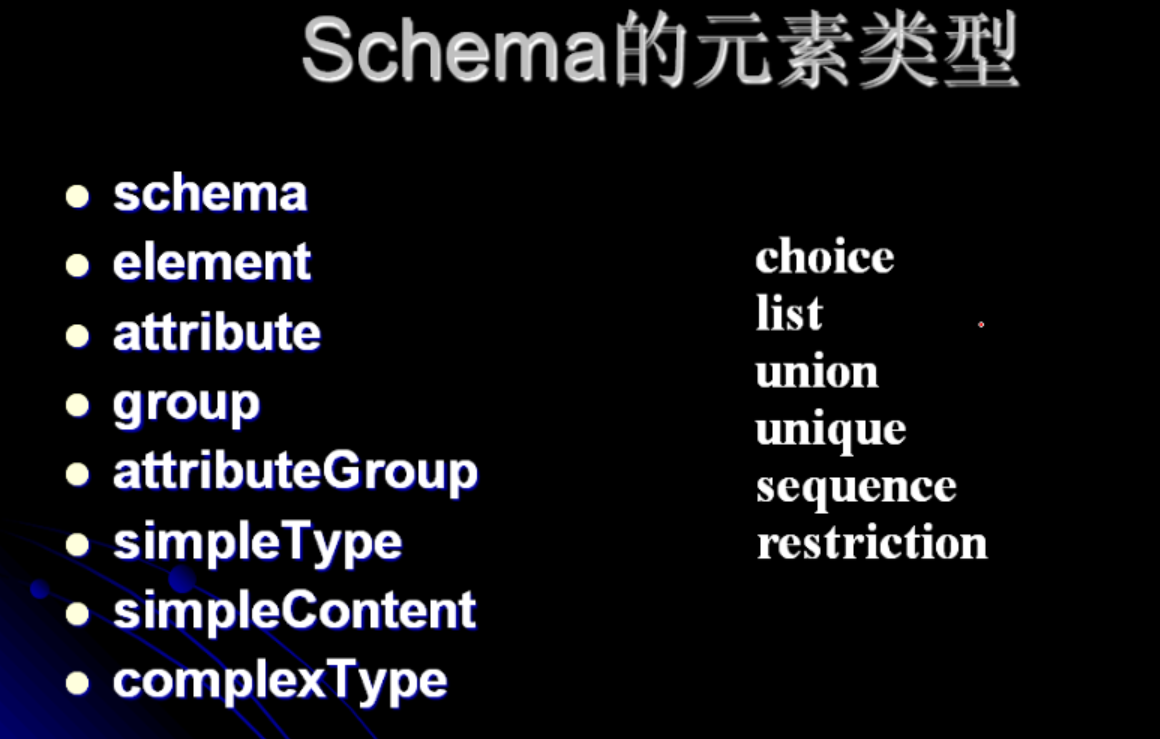 Schema的元素类型
schema
element
attribute
group
attributeGroup
simpleType
simpleContent
complexType
choice
list
union
unique
sequence
restriction